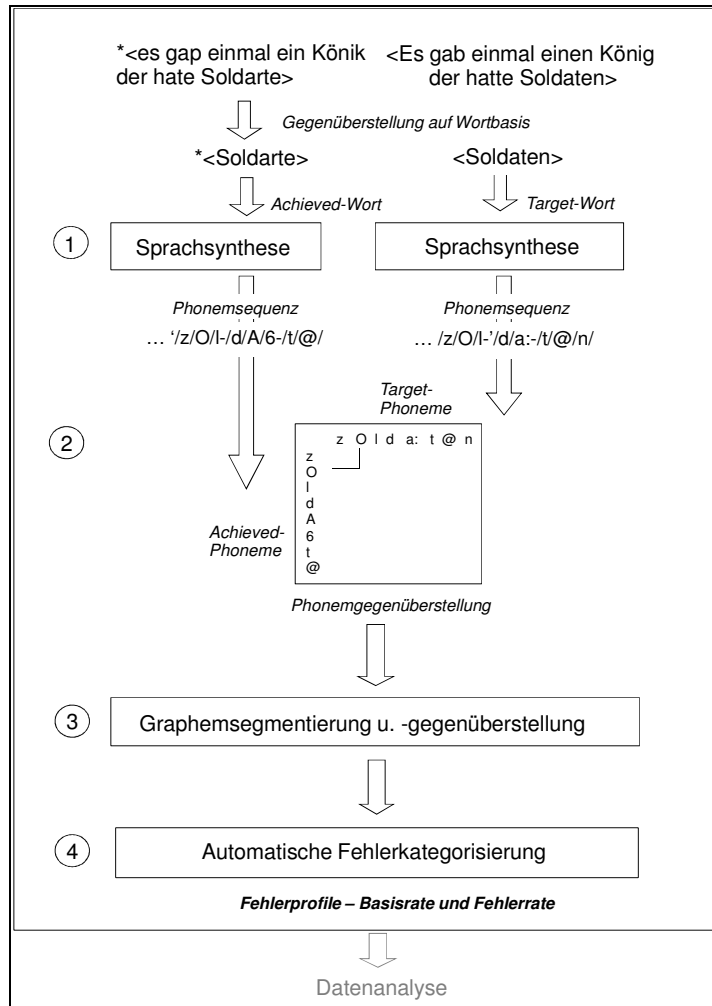 *<es gap einmal ein Könik
der hate Soldarte>
<Es gab einmal einen König
der hatte Soldaten>
Gegenüberstellung auf Wortbasis
*<Soldarte>
<Soldaten>
Achieved-Wort
Target-Wort
1
Sprachsynthese
Sprachsynthese
Phonemsequenz
Phonemsequenz
… ‘/z/O/l-/d/A/6-/t/@/
… /z/O/l-’/d/a:-/t/@/n/
Target-
Phoneme
2
z O l d a: t @ n
z
O
l
d
A
6
t
@
Achieved-
Phoneme
Phonemgegenüberstellung
3
Graphemsegmentierung u. -gegenüberstellung
4
Automatische Fehlerkategorisierung
Fehlerprofile – Basisrate und Fehlerrate
Datenanalyse